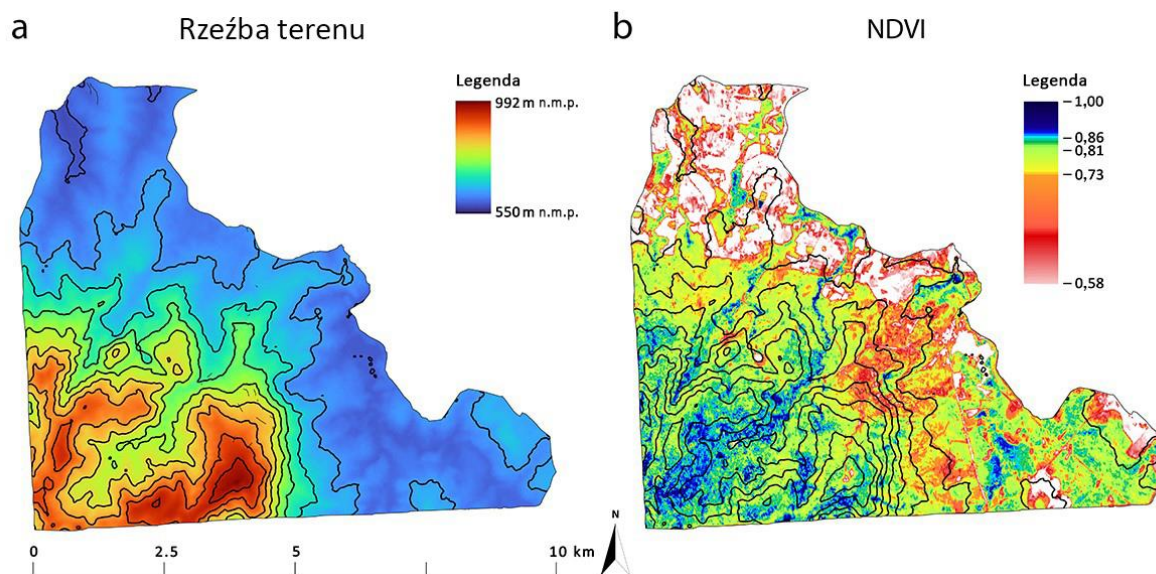 a
Rzeźba terenu
Legenda
992 m n.m.p.
550 m n.m.p.
b
NDVI
Legenda
1,00
0,86
0,81
0,73
0,58
N
0
2.5
5
10 km